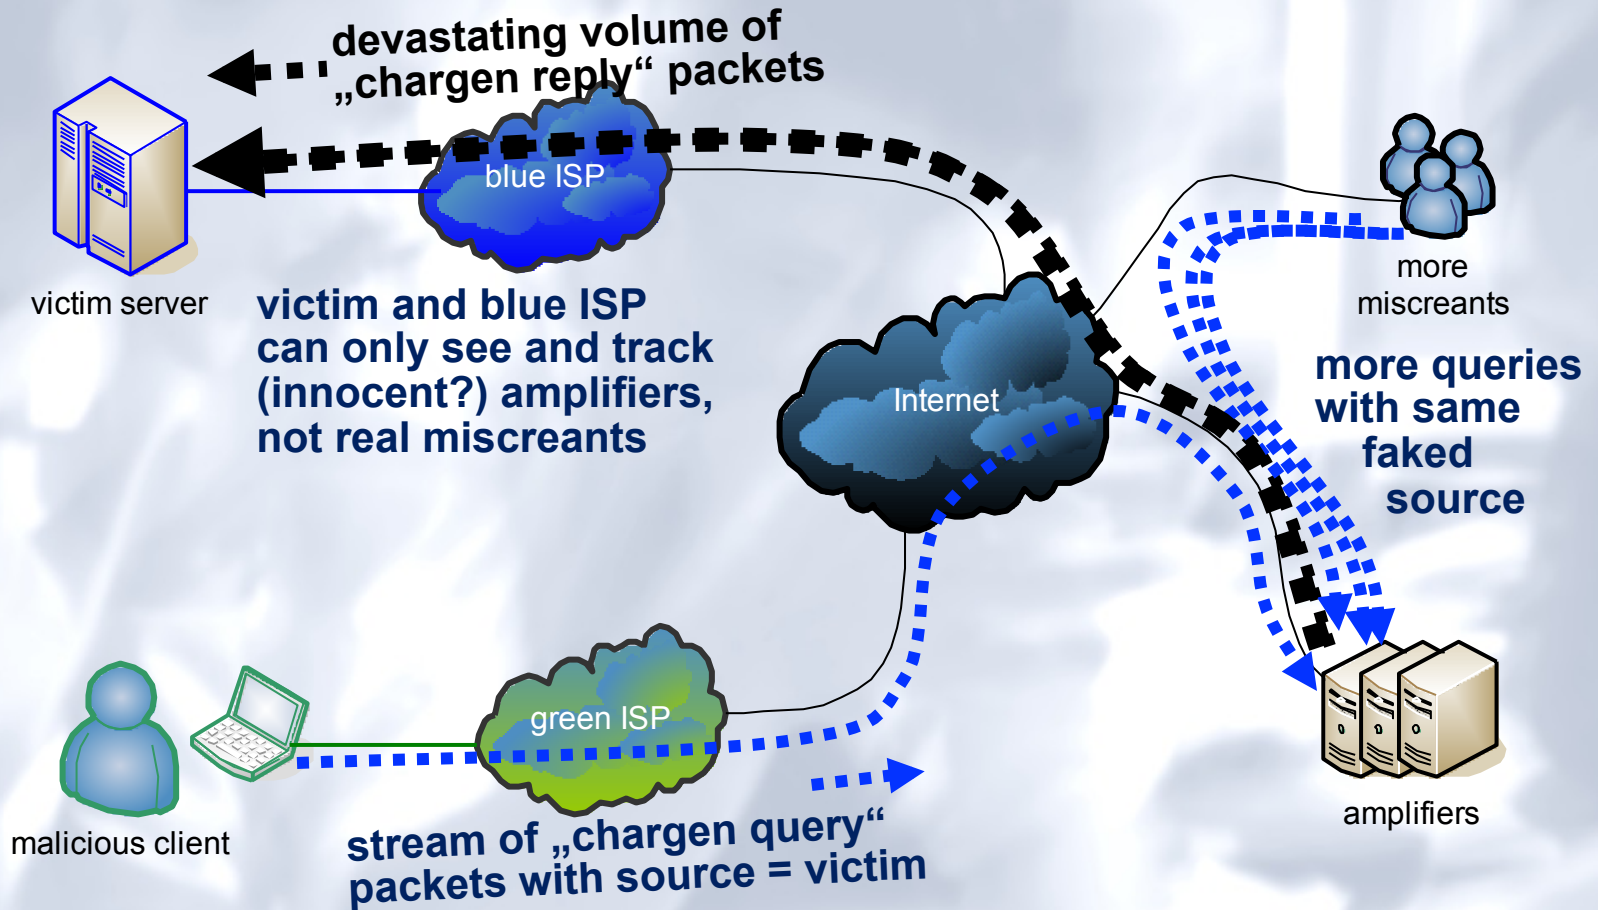 devastating volume of
„chargen reply“ packets
blue ISP
victim server
victim and blue ISP
can only see and track
(innocent?) amplifiers,
not real miscreants
more
miscreants
Internet
more queries
with same
faked
source
green ISP
malicious client
amplifiers
stream of „chargen query“
packets with source = victim